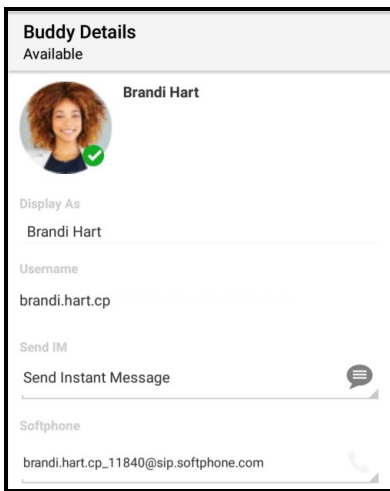 Buddy Details
Available
Brandi Hart
Display As
Brandi Hart
Username
brandi.hart.cp
Send IM
Send Instant Message
Softphone
brandi.hart.cp_11840@sip.softphone.com